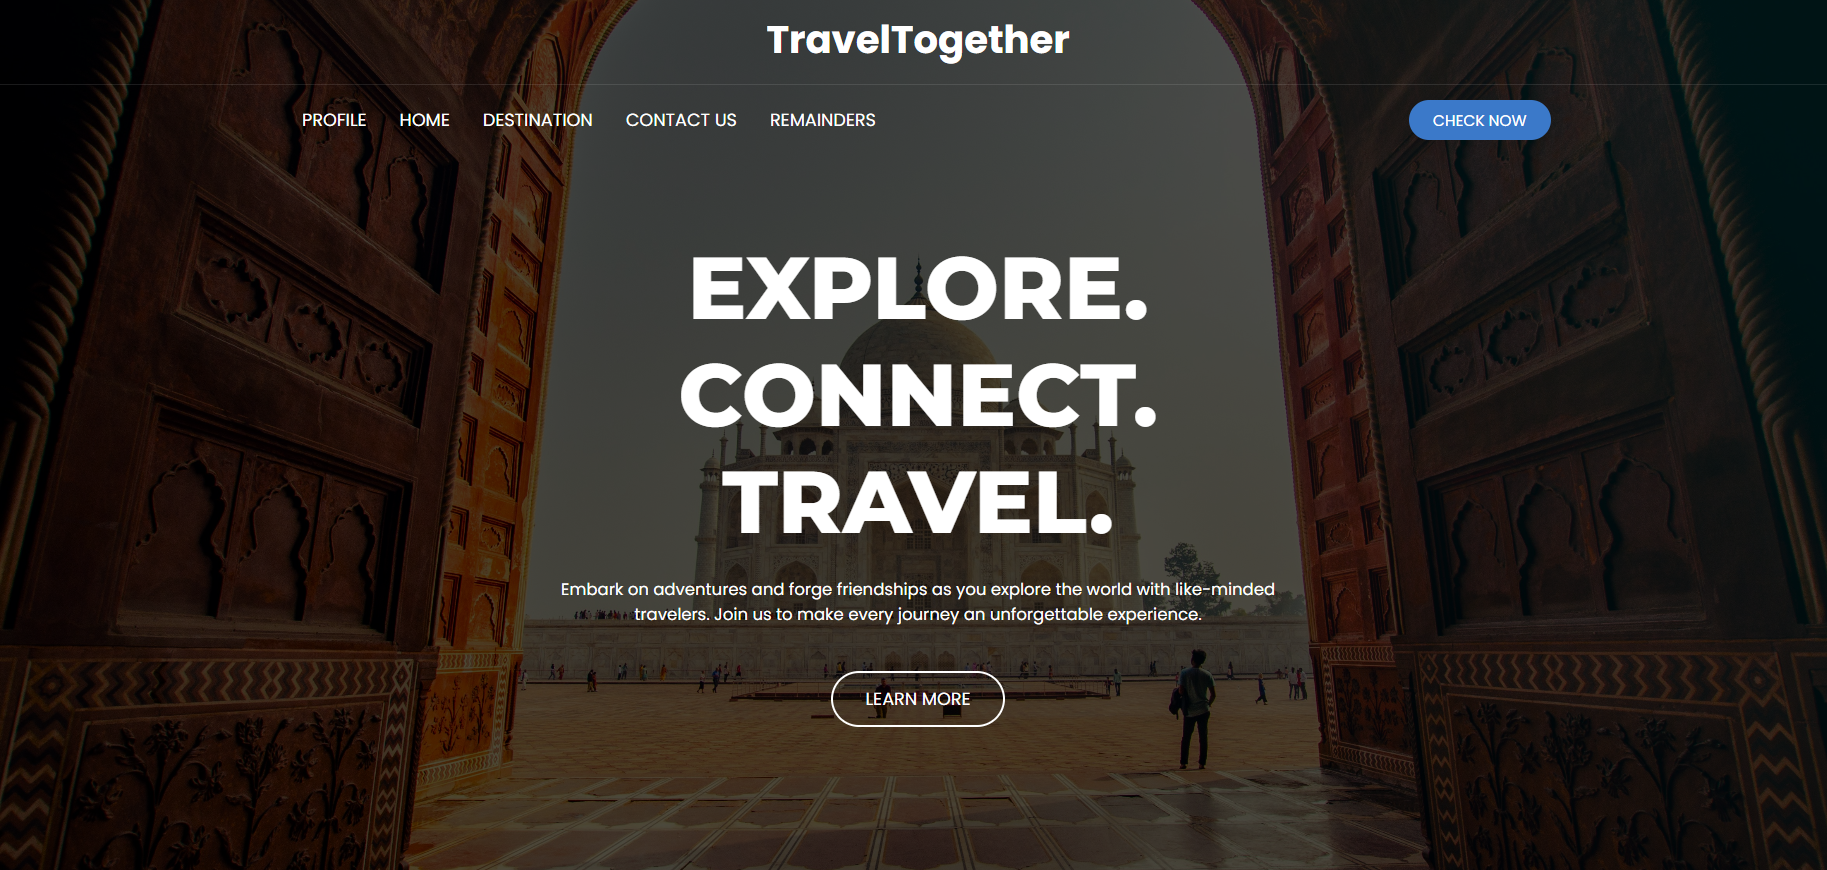 TravelTogether
PROFILE HOME DESTINATION CONTACT US REMAINDERS CHECK NOW
EXPLORE.
CONNECT.
TRAVEL.
Embark on adventures and forge friendships as you explore the world with like-minded
travelers. Join us to make every journey an unforgettable experience.
LEARN MORE